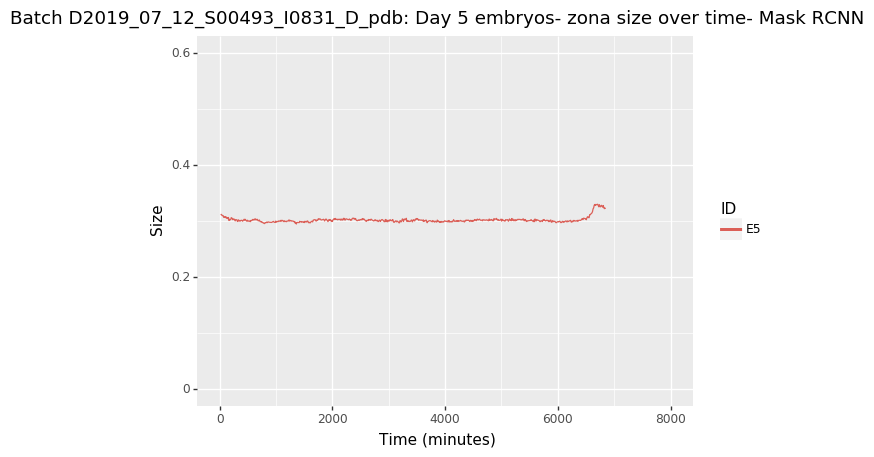 Batch D2019_07_12_S00493_I0831_D_pdb: Day 5 embryos- zona size over time- Mask RCNN
0.6
0.4
0.2
0
Size
0 2000 4000 6000 8000
Time (minutes)
ID
E5